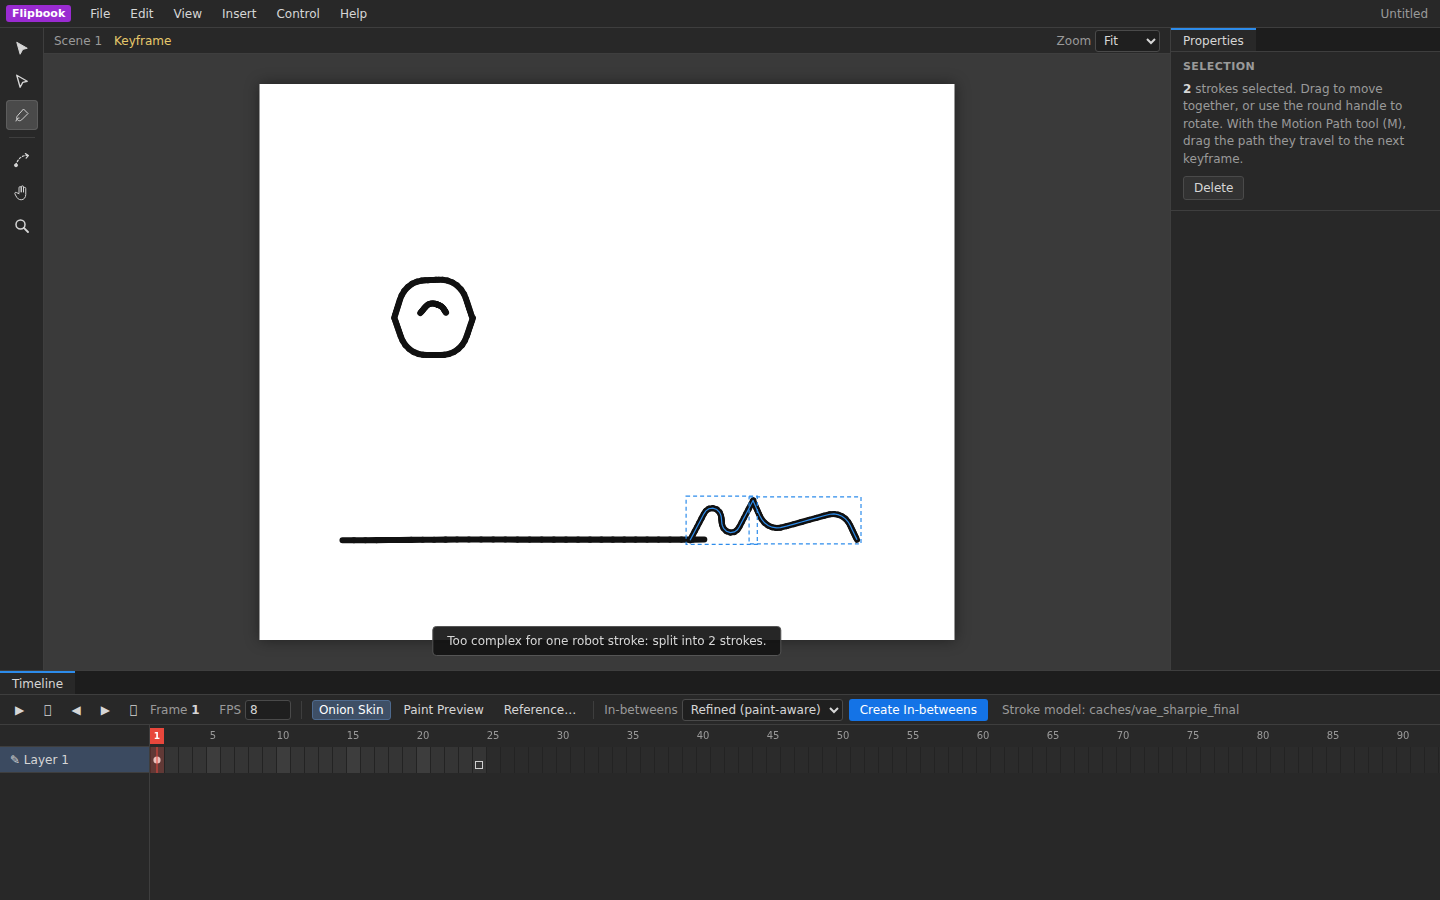 Flipbook File Edit View Insert Control Help Untitled
Scene 1 Keyframe Zoom Fit
Properties
SELECTION
2 strokes selected. Drag to move
together, or use the round handle to
rotate. With the Motion Path tool (M),
drag the path they travel to the next
keyframe.
Delete
Too complex for one robot stroke: split into 2 strokes.
Timeline
Frame 1 FPS 8 Onion Skin Paint Preview Reference... In-betweens Refined (paint-aware) Create In-betweens Stroke model: caches/vae_sharpie_final
1 5 10 15 20 25 30 35 40 45 50 55 60 65 70 75 80 85 90
Layer 1